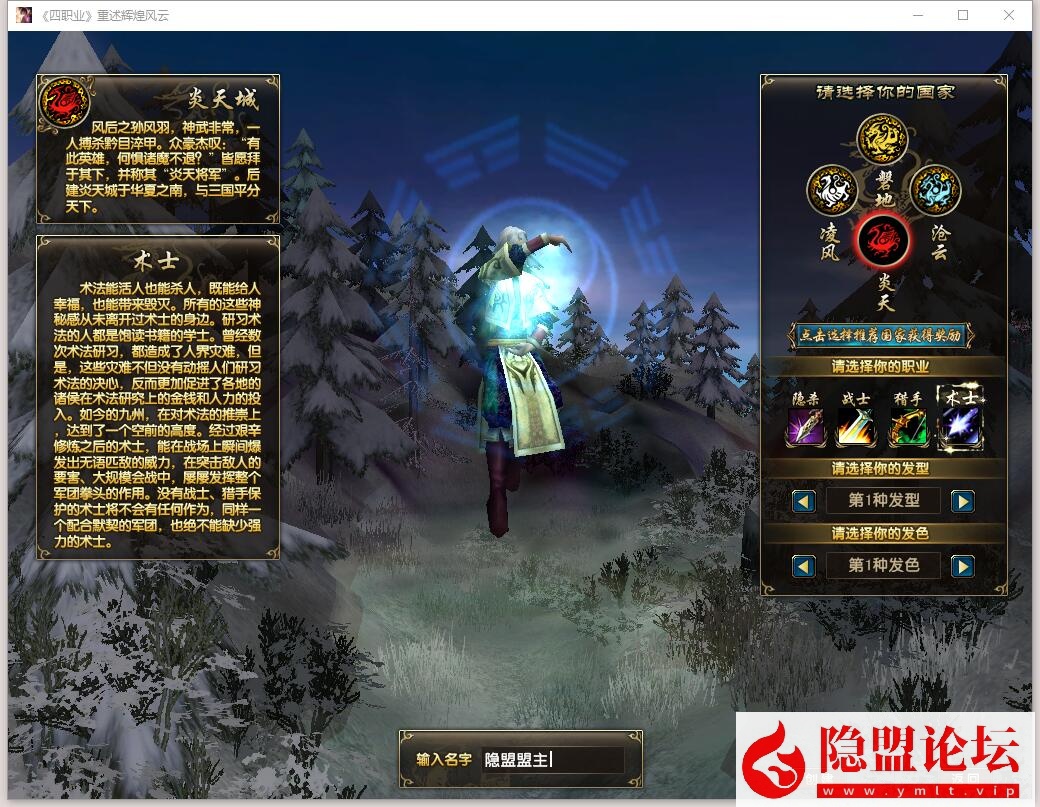 《四职业》重述辉煌风云
炎天城
风后之孙风羽，神武非常，一
人搏杀黔目淬甲。众豪杰叹：“有
此英雄，何惧诸魔不退？”皆愿拜
于其下，并称其“炎天将军”。后
建炎天城于华夏之南，与三国平分
天下。
术士
术法能活人也能杀人，既能给人
幸福，也能带来毁灭。所有的这些神
秘感从未离开过术士的身边。研习术
法的人都是饱读书籍的学士。曾经数
次术法研习，都造成了人界灾难，但
是，这些灾难不但没有动摇人们研习
术法的决心，反而更加促进了各地的
诸侯在术法研究上的金钱和人力的投
入。如今的九州，在对术法的推崇上
，达到了一个空前的高度。经过艰辛
修炼之后的术士，能在战场上瞬间爆
发出无语匹敌的威力，在突击敌人的
要害、大规模会战中，屡屡发挥整个
军团拳头的作用。没有战士、猎手保
护的术士将不会有任何作为，同样一
个配合默契的军团，也绝不能缺少强
力的术士。
请选择你的国家
磐地
凌风
沧云
炎天
点击选择推荐国家获得奖励
请选择你的职业
隐杀 战士 猎手 术士
请选择你的发型
第1种发型
请选择你的发色
第1种发色
输入名字 隐盟盟主
隐盟论坛
返回
www.ymlt.vip